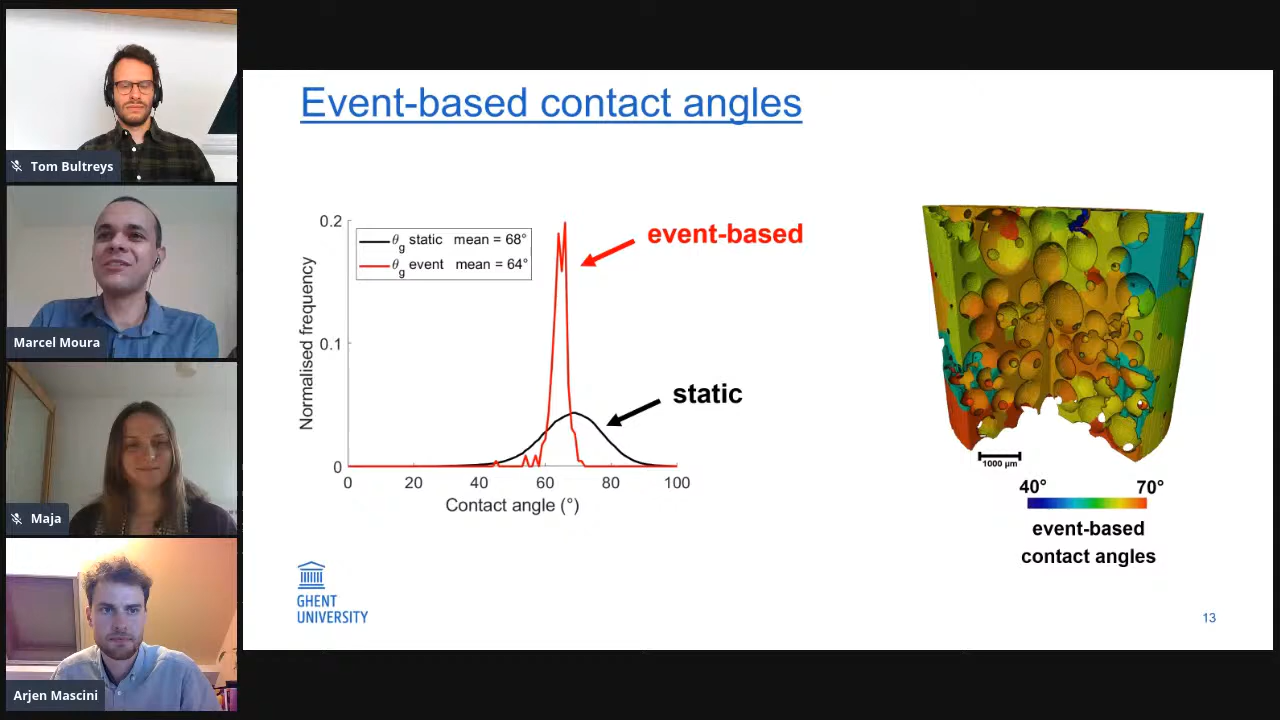 Tom Bultreys
Marcel Moura
Maja
Arjen Mascini
Event-based contact angles
Normalised frequency
0.2
0.1
0
θg static mean = 68°
θg event mean = 64°
event-based
static
0 20 40 60 80 100
Contact angle (°)
1000 µm
40° 70°
event-based
contact angles
GHENT
UNIVERSITY
13